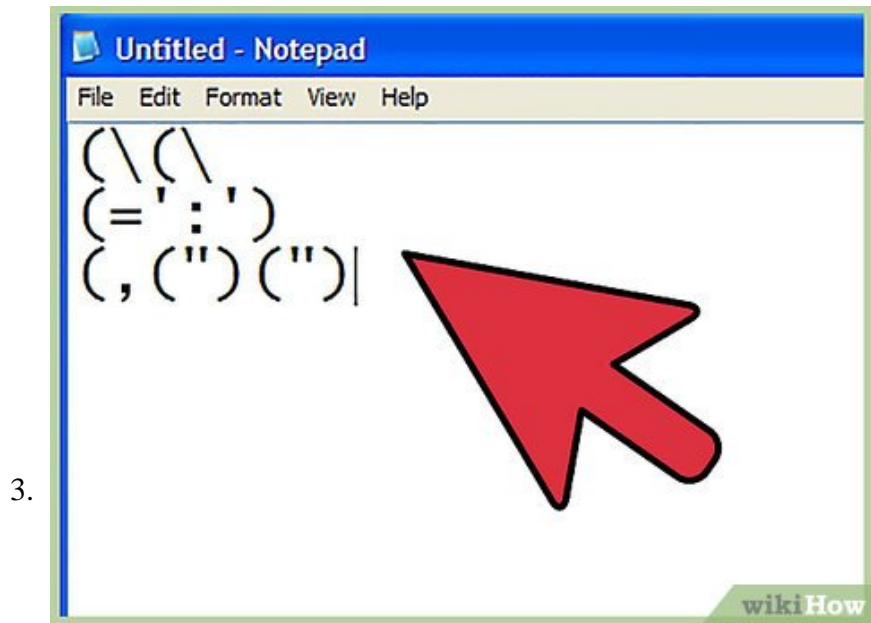 Untitled - Notepad
File Edit Format View Help
(\(\
(=':')
(,(")(")
3.
wikiHow